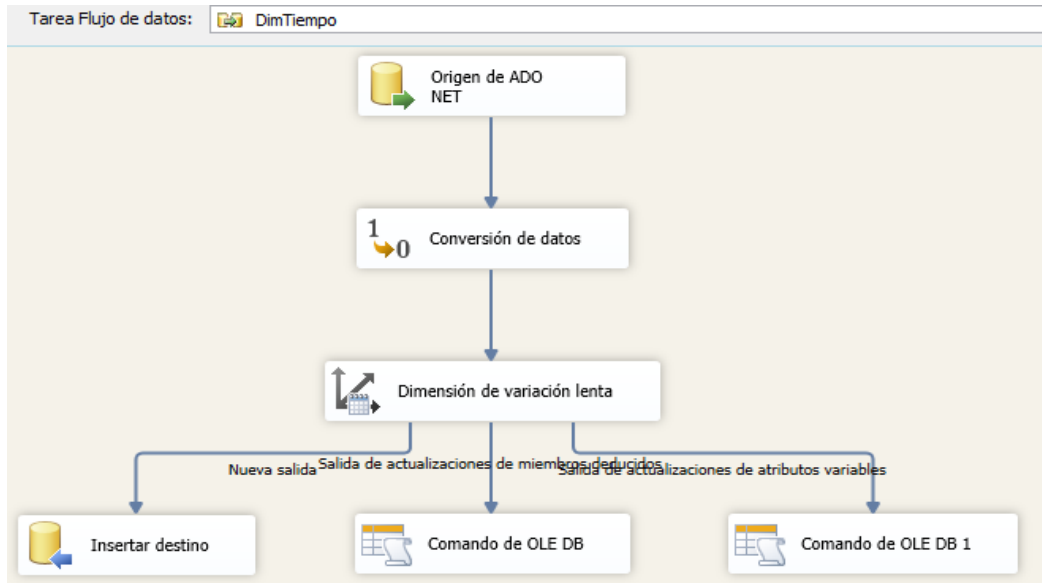 Tarea Flujo de datos: DimTiempo
Origen de ADO
NET
1
0
Conversión de datos
Dimensión de variación lenta
Nueva salida
Salida de actualizaciones de miembros deducidos
Salida de actualizaciones de atributos variables
Insertar destino
Comando de OLE DB
Comando de OLE DB 1